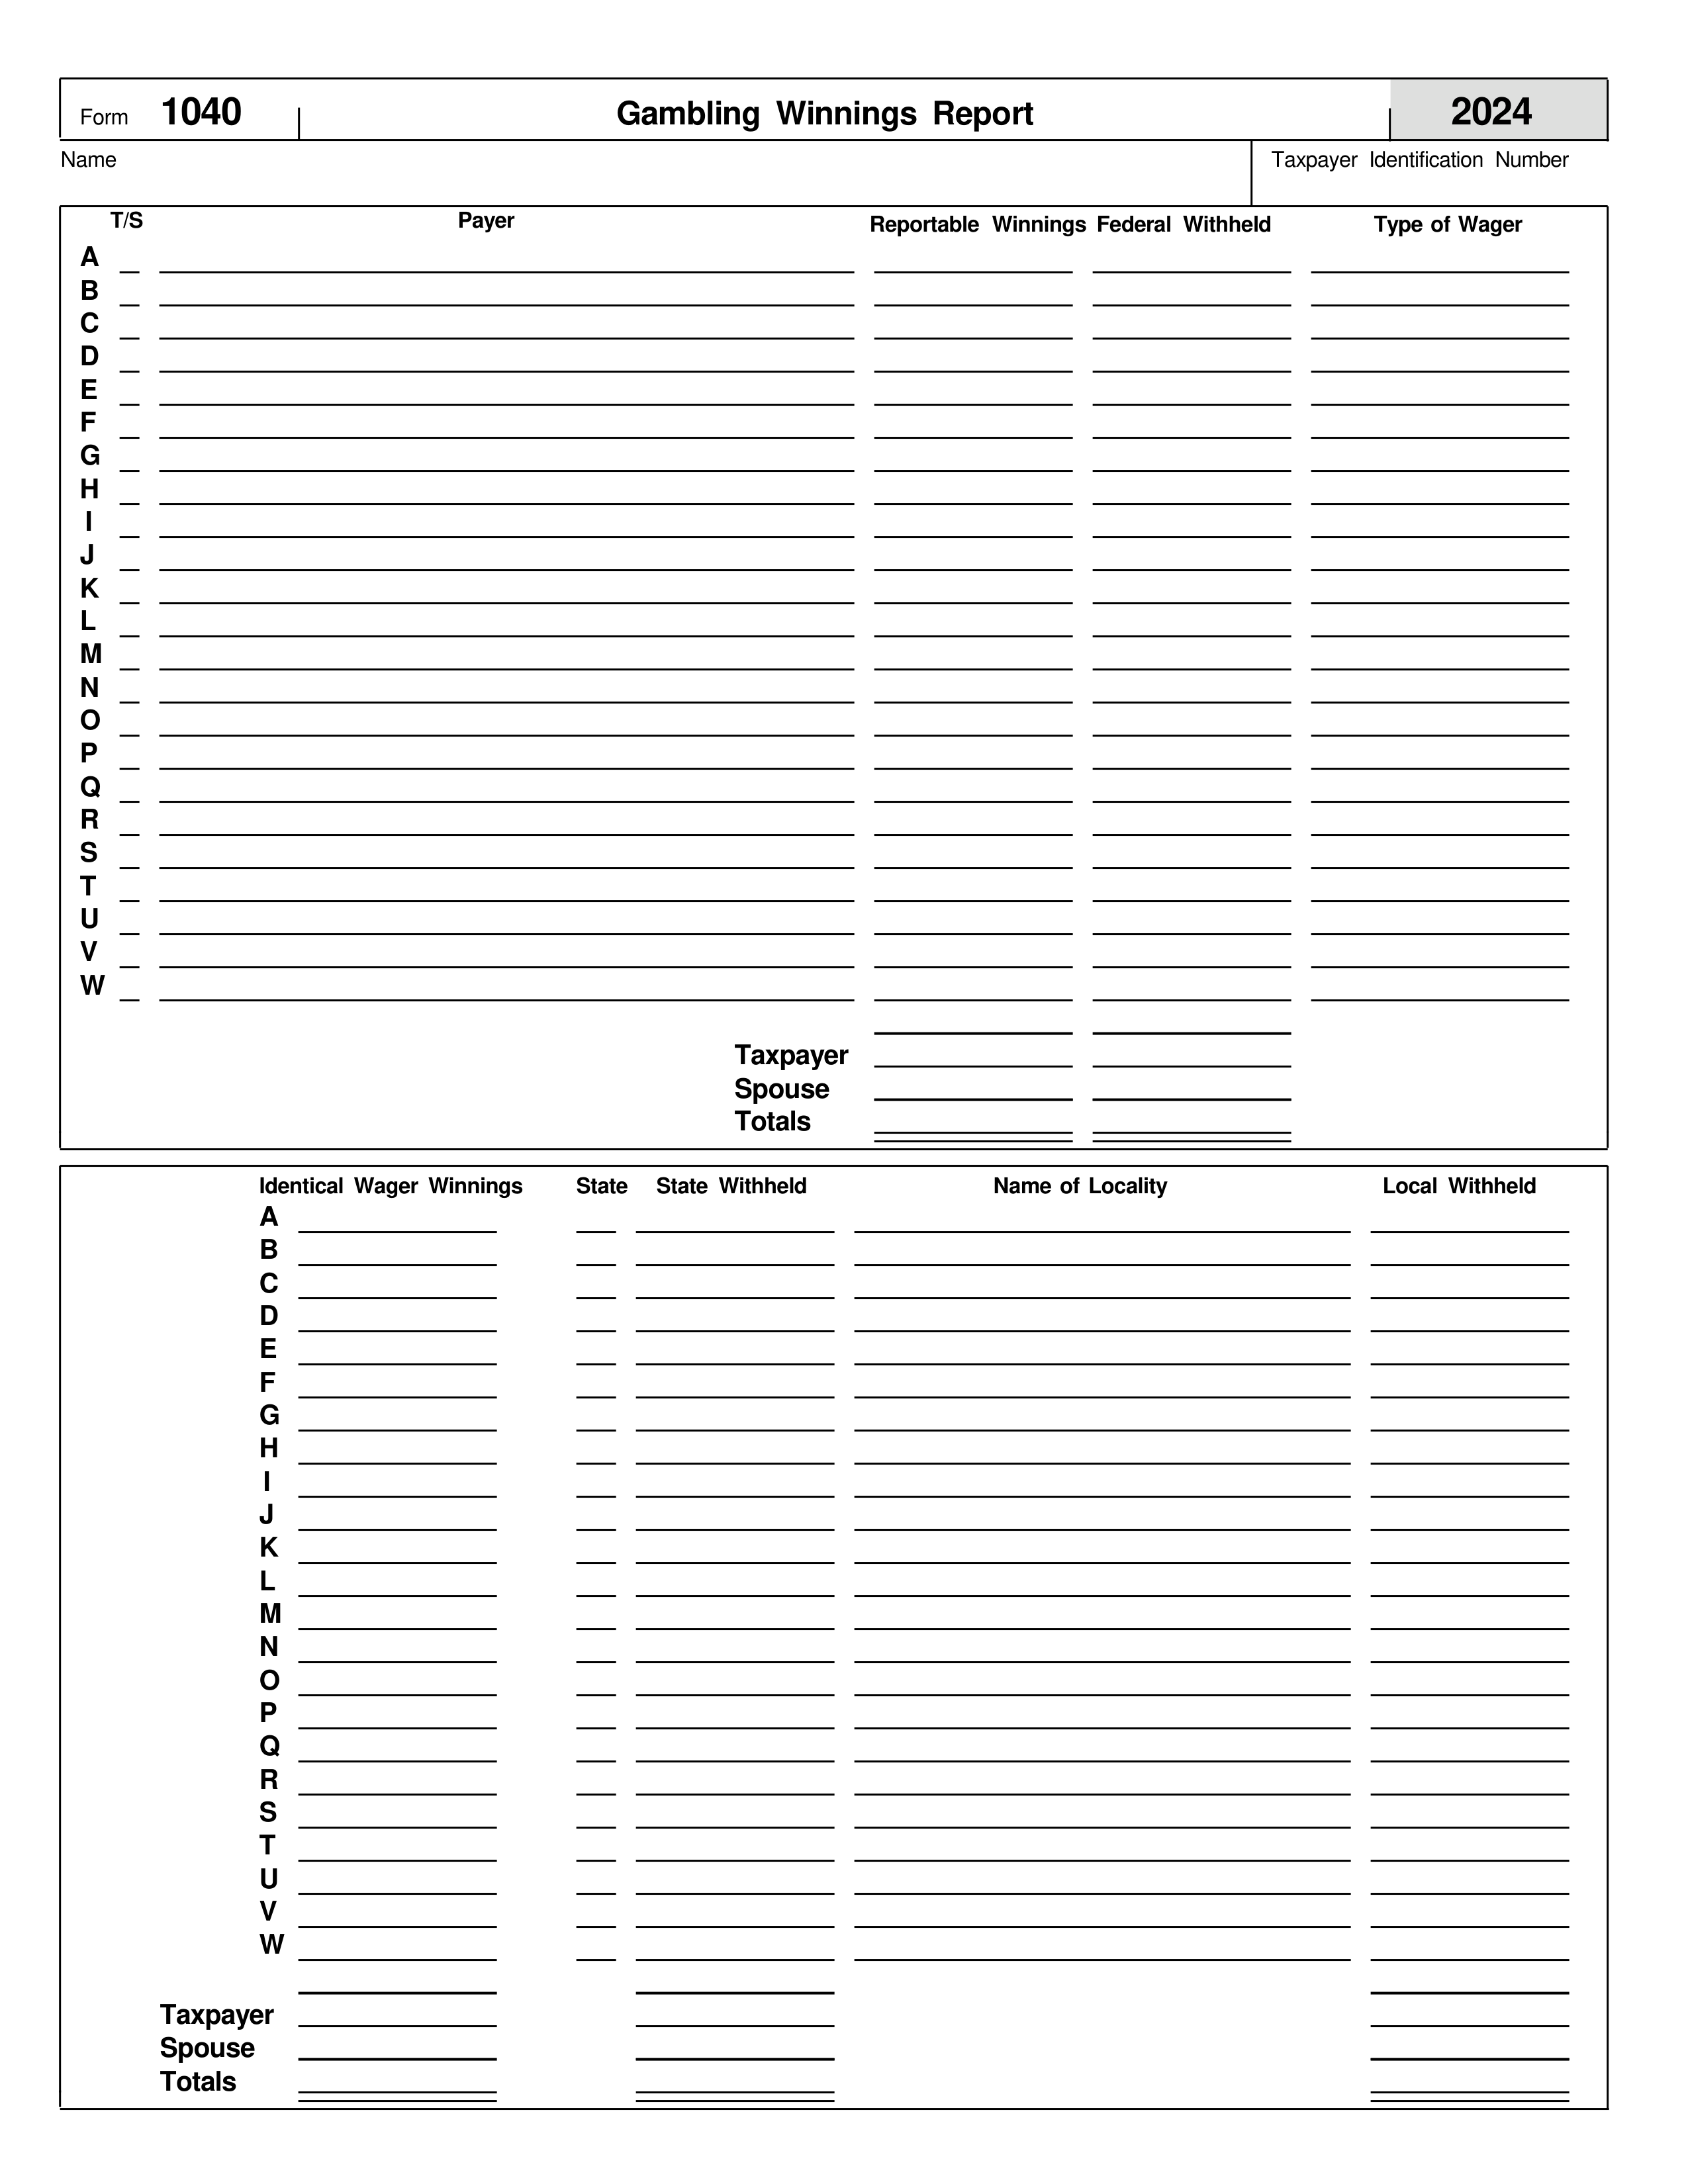 Form 1040 Gambling Winnings Report 2024
Name Taxpayer Identification Number
T/S Payer Reportable Winnings Federal Withheld Type of Wager
A
B
C
D
E
F
G
H
I
J
K
L
M
N
O
P
Q
R
S
T
U
V
W
Taxpayer
Spouse
Totals
Identical Wager Winnings State State Withheld Name of Locality Local Withheld
A
B
C
D
E
F
G
H
I
J
K
L
M
N
O
P
Q
R
S
T
U
V
W
Taxpayer
Spouse
Totals